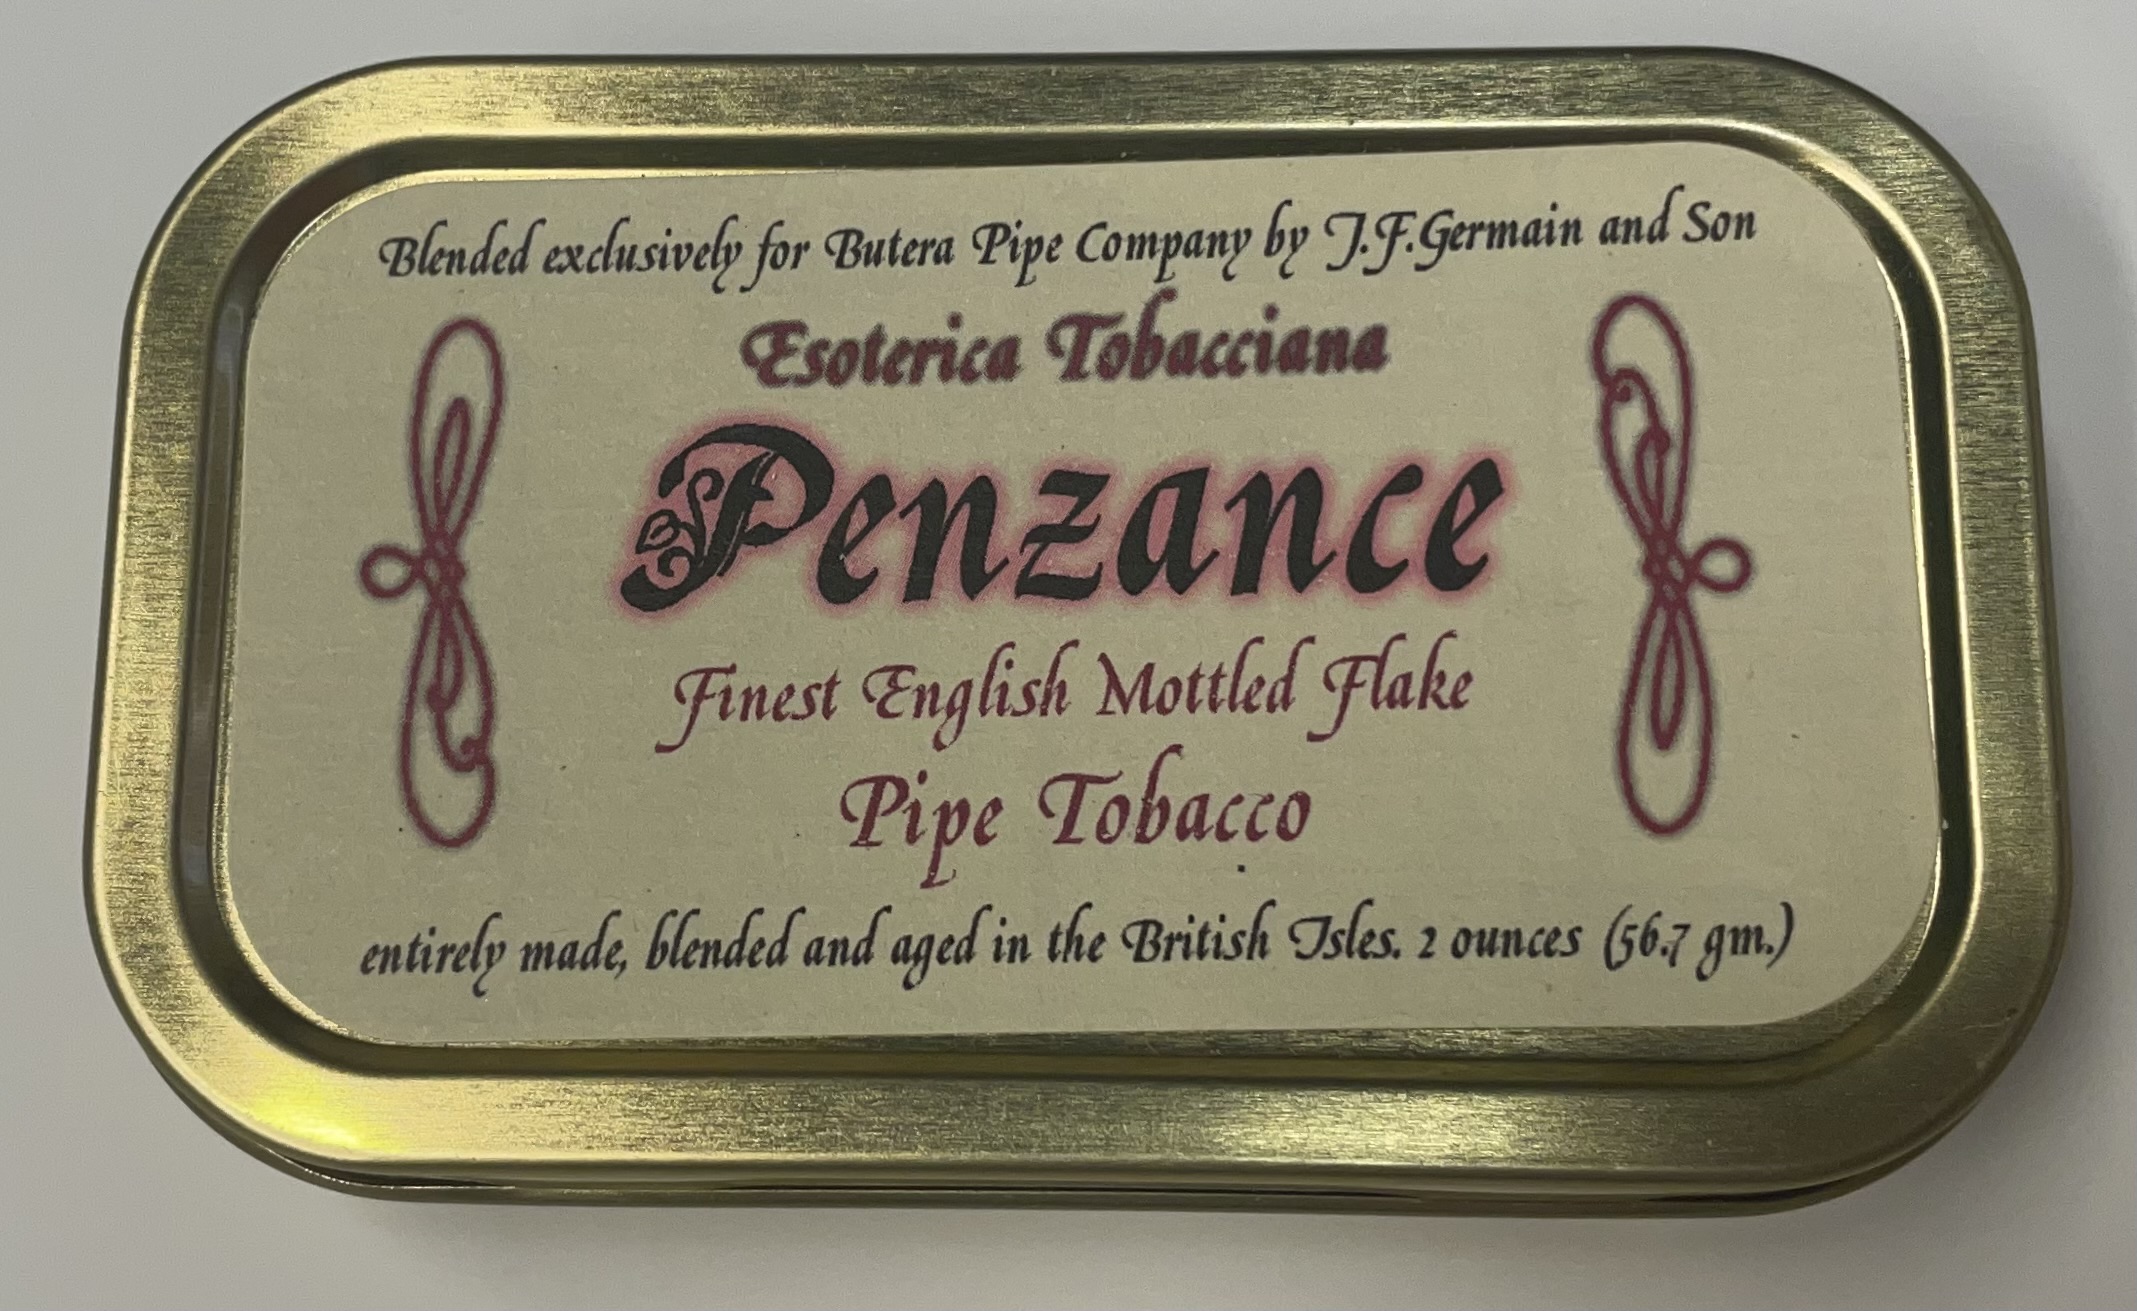 Blended exclusively for Butera Pipe Company by J.F.Germain and Son
Esoterica Tobacciana
Penzance
Finest English Mottled Flake
Pipe Tobacco
entirely made, blended and aged in the British Isles. 2 ounces (56.7 gm.)